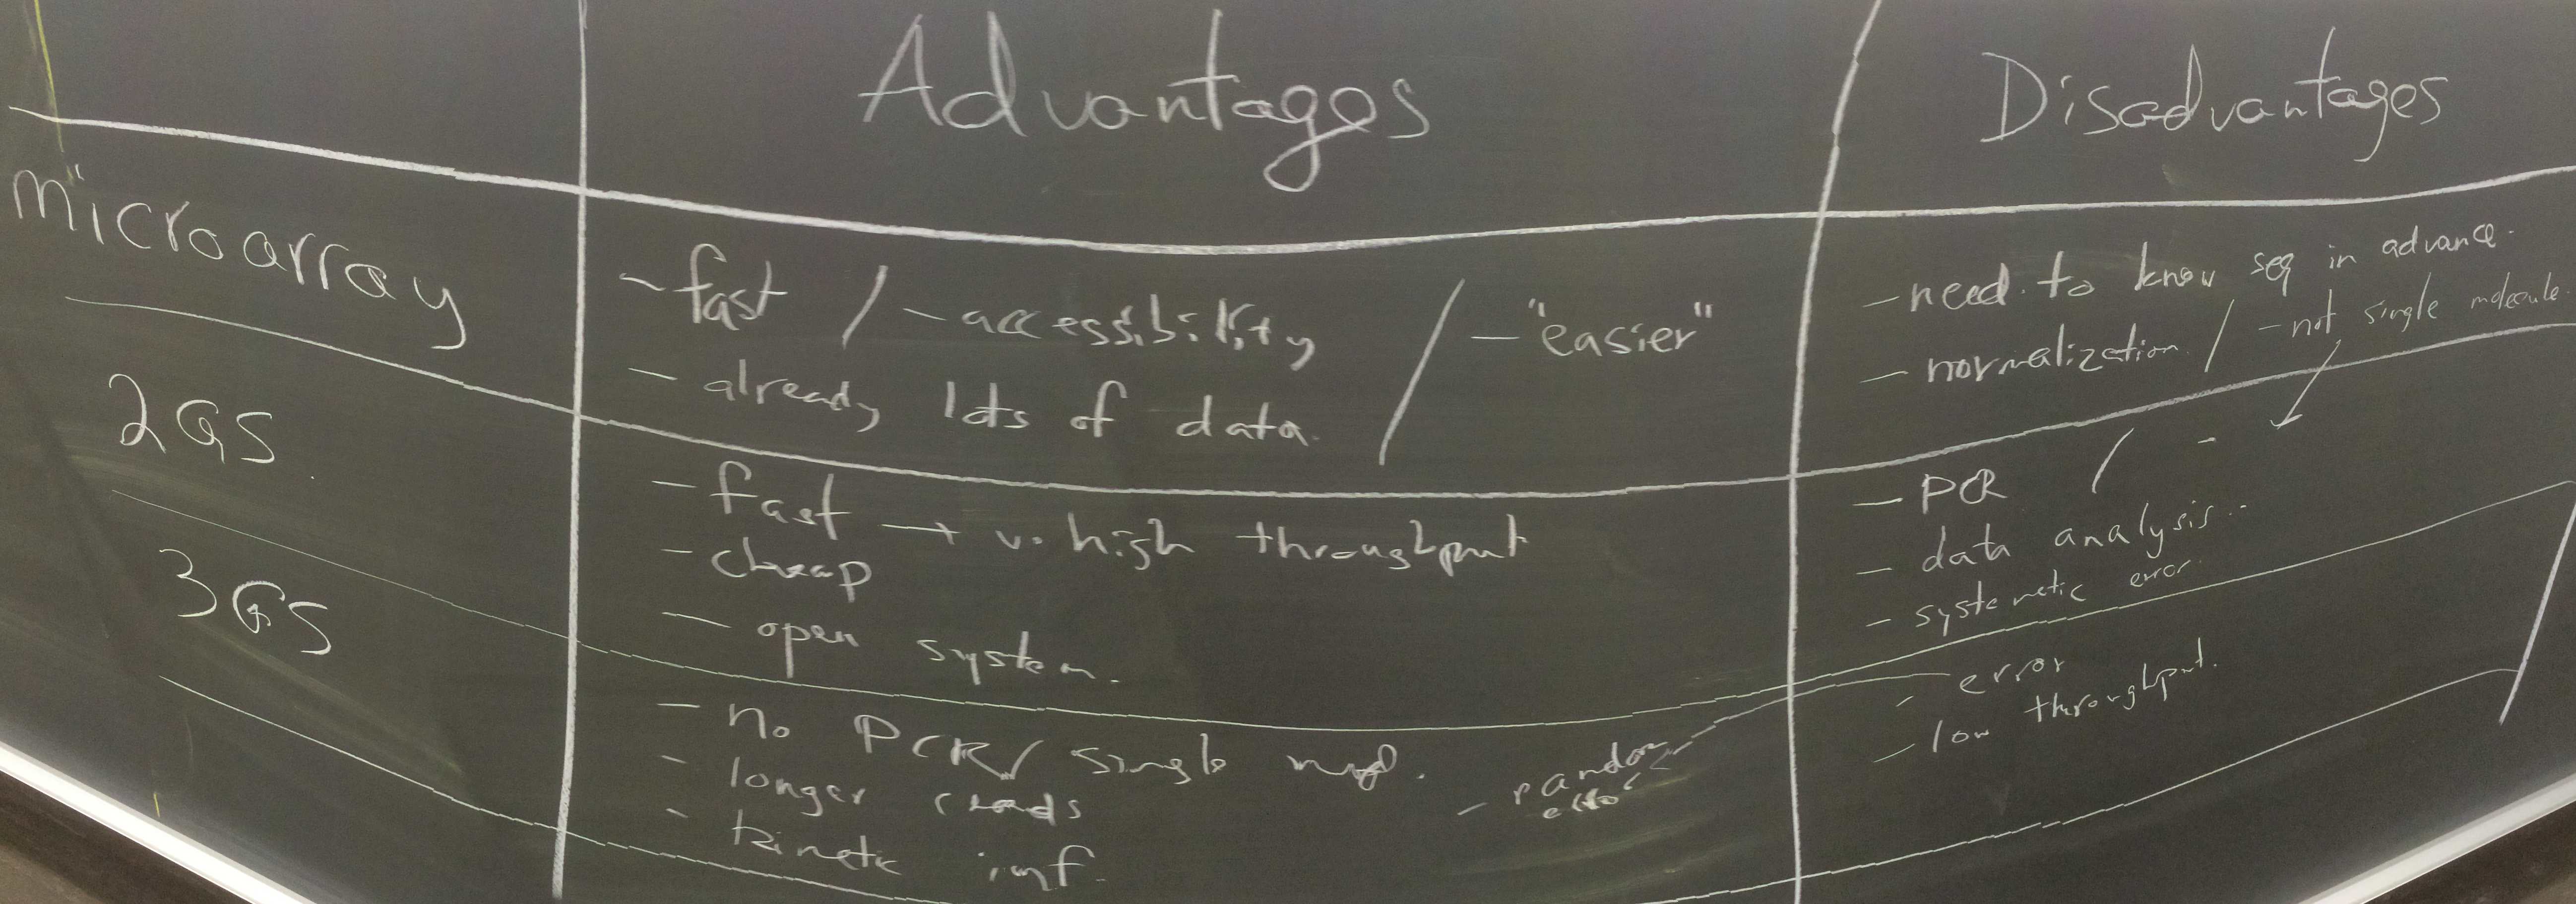 Advantages
Disadvantages
microarray
- fast / - accessibility / - "easier"
- already lots of data.
- need to know seq in advance.
- normalization. / - not single molecule.
2GS.
- fast → v. high throughput
- cheap
- open system.
- PCR / -
- data analysis...
- systematic error.
3GS
- no PCR/ single mol.
- longer reads
- kinetic inf.
- random error
- error
- low throughput.